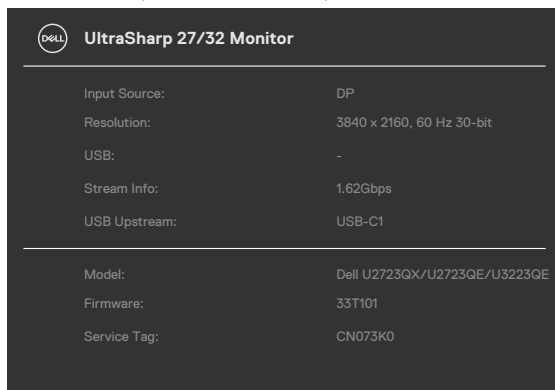 DELL UltraSharp 27/32 Monitor
Input Source: DP
Resolution: 3840 x 2160, 60 Hz 30-bit
USB: -
Stream Info: 1.62Gbps
USB Upstream: USB-C1
Model: Dell U2723QX/U2723QE/U3223QE
Firmware: 33T101
Service Tag: CN073K0